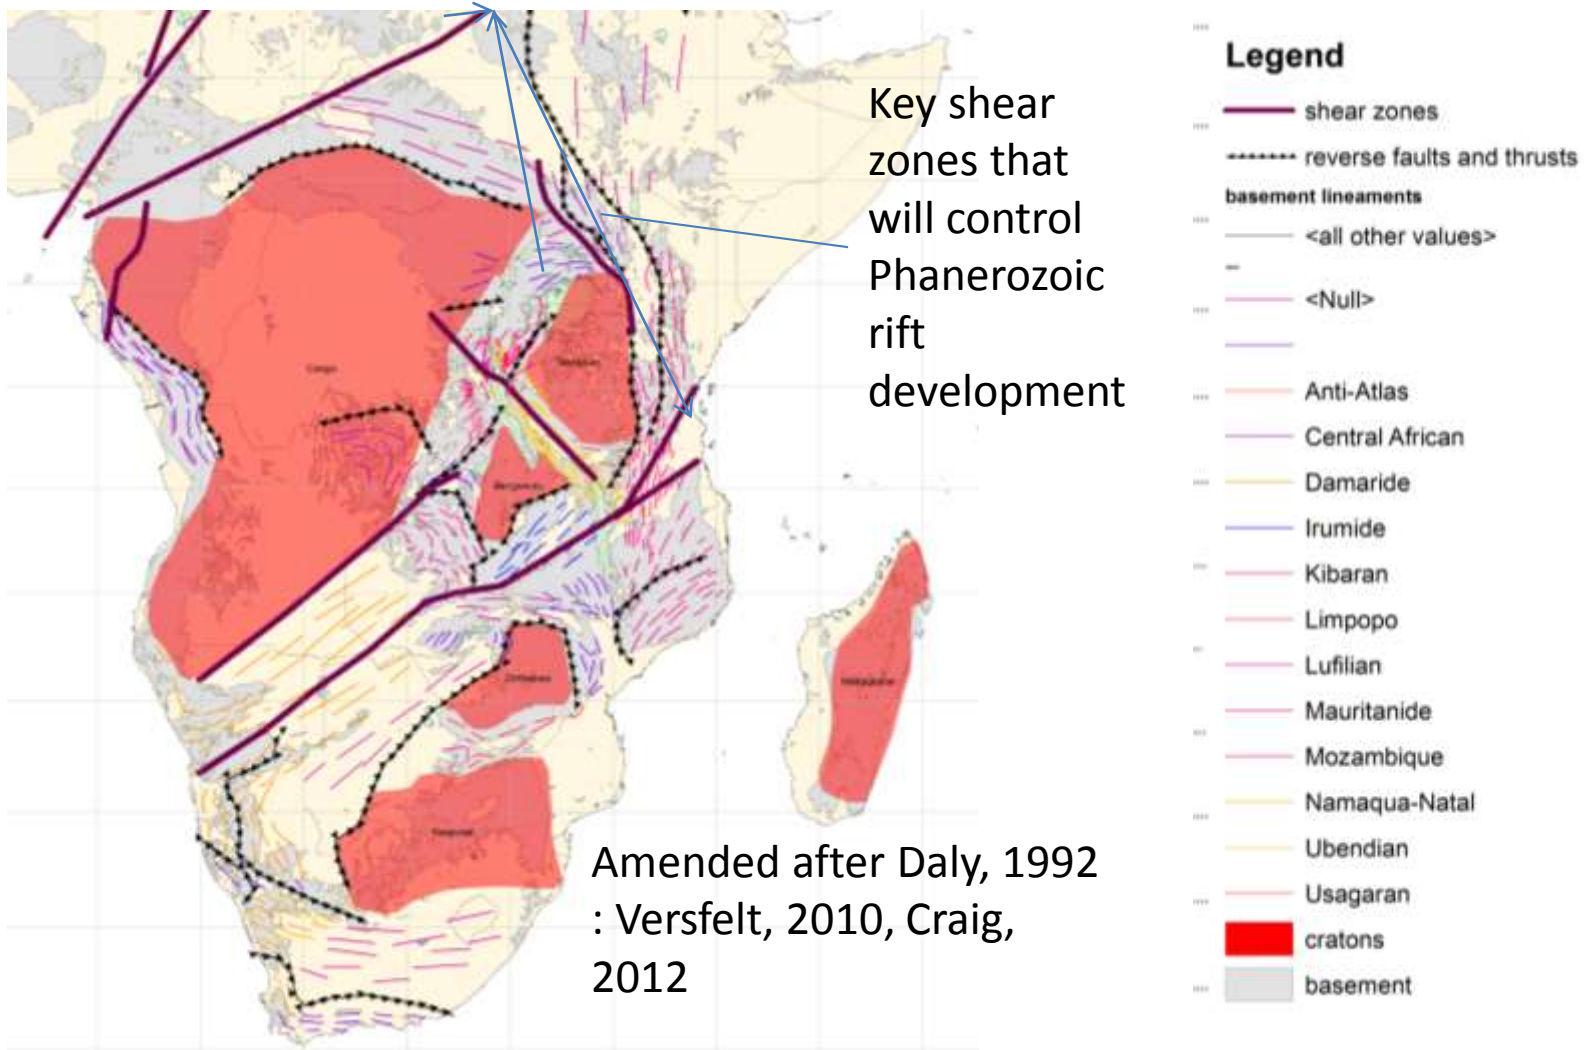 Key shear
zones that
will control
Phanerozoic
rift
development
Congo
Zimbabwe
Amended after Daly, 1992
: Versfelt, 2010, Craig,
2012
Legend
shear zones
reverse faults and thrusts
basement lineaments
<all other values>
<Null>
Anti-Atlas
Central African
Damaride
Irumide
Kibaran
Limpopo
Lufilian
Mauritanide
Mozambique
Namaqua-Natal
Ubendian
Usagaran
cratons
basement